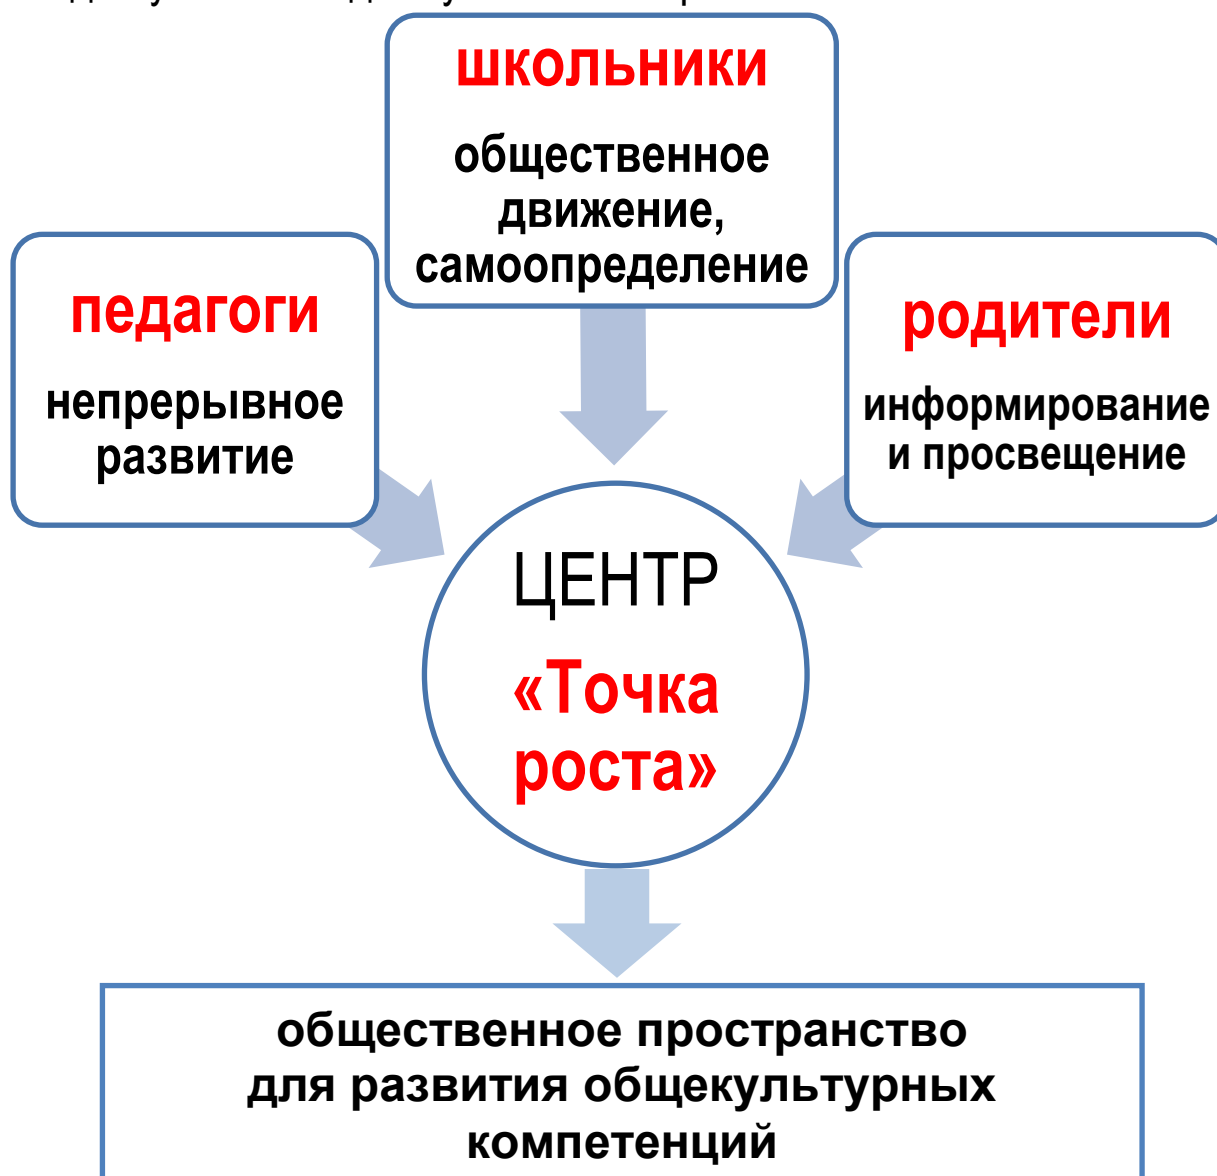 школьники
общественное
движение,
самоопределение
педагоги
непрерывное
развитие
родители
информирование
и просвещение
ЦЕНТР
«Точка
роста»
общественное пространство
для развития общекультурных
компетенций